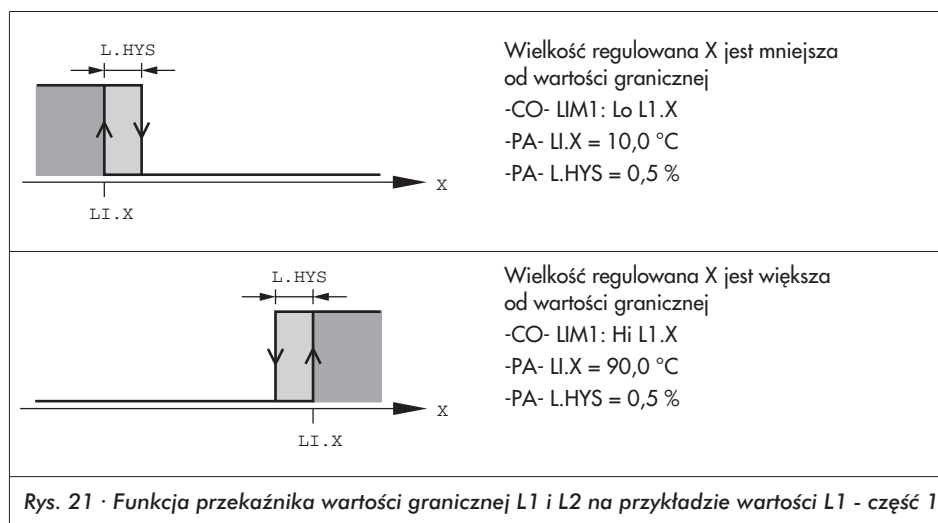 L.HYS
X
LI.X
Wielkość regulowana X jest mniejsza
od wartości granicznej
-CO- LIM1: Lo L1.X
-PA- LI.X = 10,0 °C
-PA- L.HYS = 0,5 %
L.HYS
X
LI.X
Wielkość regulowana X jest większa
od wartości granicznej
-CO- LIM1: Hi L1.X
-PA- LI.X = 90,0 °C
-PA- L.HYS = 0,5 %
Rys. 21 · Funkcja przekaźnika wartości granicznej L1 i L2 na przykładzie wartości L1 - część 1